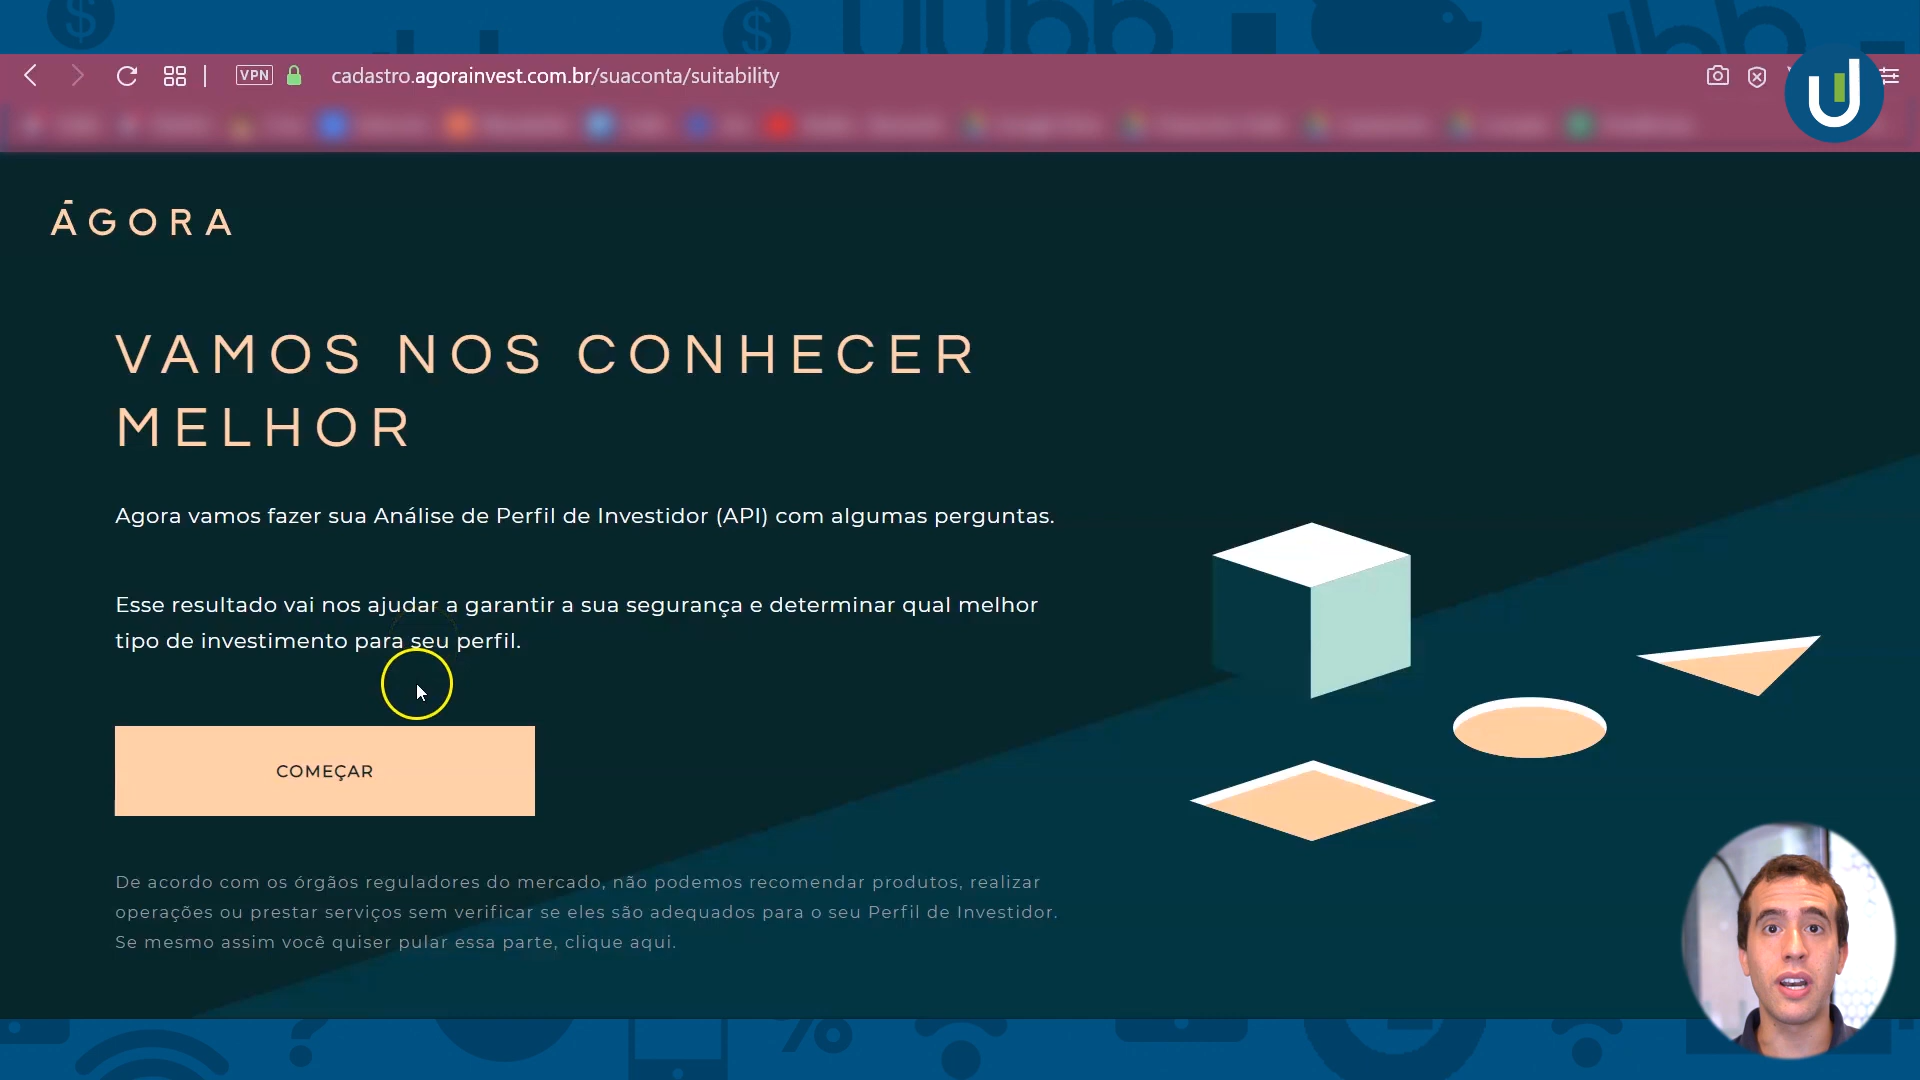 VPN
cadastro.agorainvest.com.br/suaconta/suitability
ÁGORA
VAMOS NOS CONHECER
MELHOR
Agora vamos fazer sua Análise de Perfil de Investidor (API) com algumas perguntas.
Esse resultado vai nos ajudar a garantir a sua segurança e determinar qual melhor
tipo de investimento para seu perfil.
COMEÇAR
De acordo com os órgãos reguladores do mercado, não podemos recomendar produtos, realizar
operações ou prestar serviços sem verificar se eles são adequados para o seu Perfil de Investidor.
Se mesmo assim você quiser pular essa parte, clique aqui.